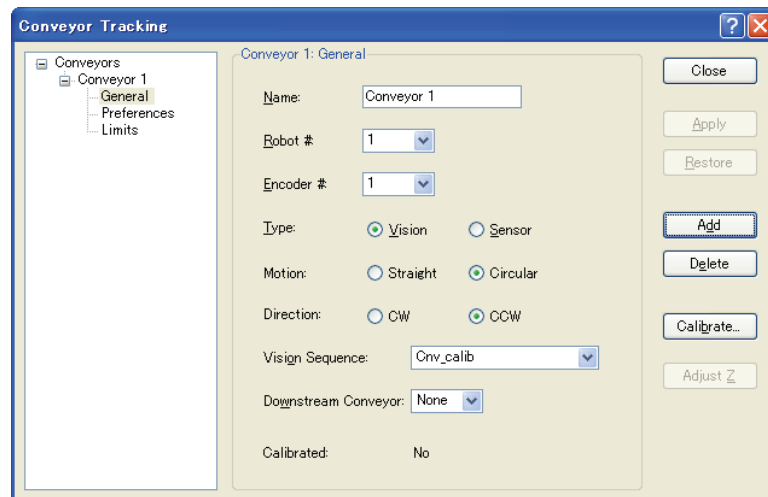 Conveyor Tracking
Conveyors
Conveyor 1
General
Preferences
Limits
Conveyor 1: General
Name: Conveyor 1
Robot # 1
Encoder #: 1
Type: Vision Sensor
Motion: Straight Circular
Direction: CW CCW
Vision Sequence: Cnv_calib
Downstream Conveyor: None
Calibrated: No
Close
Apply
Restore
Add
Delete
Calibrate...
Adjust Z